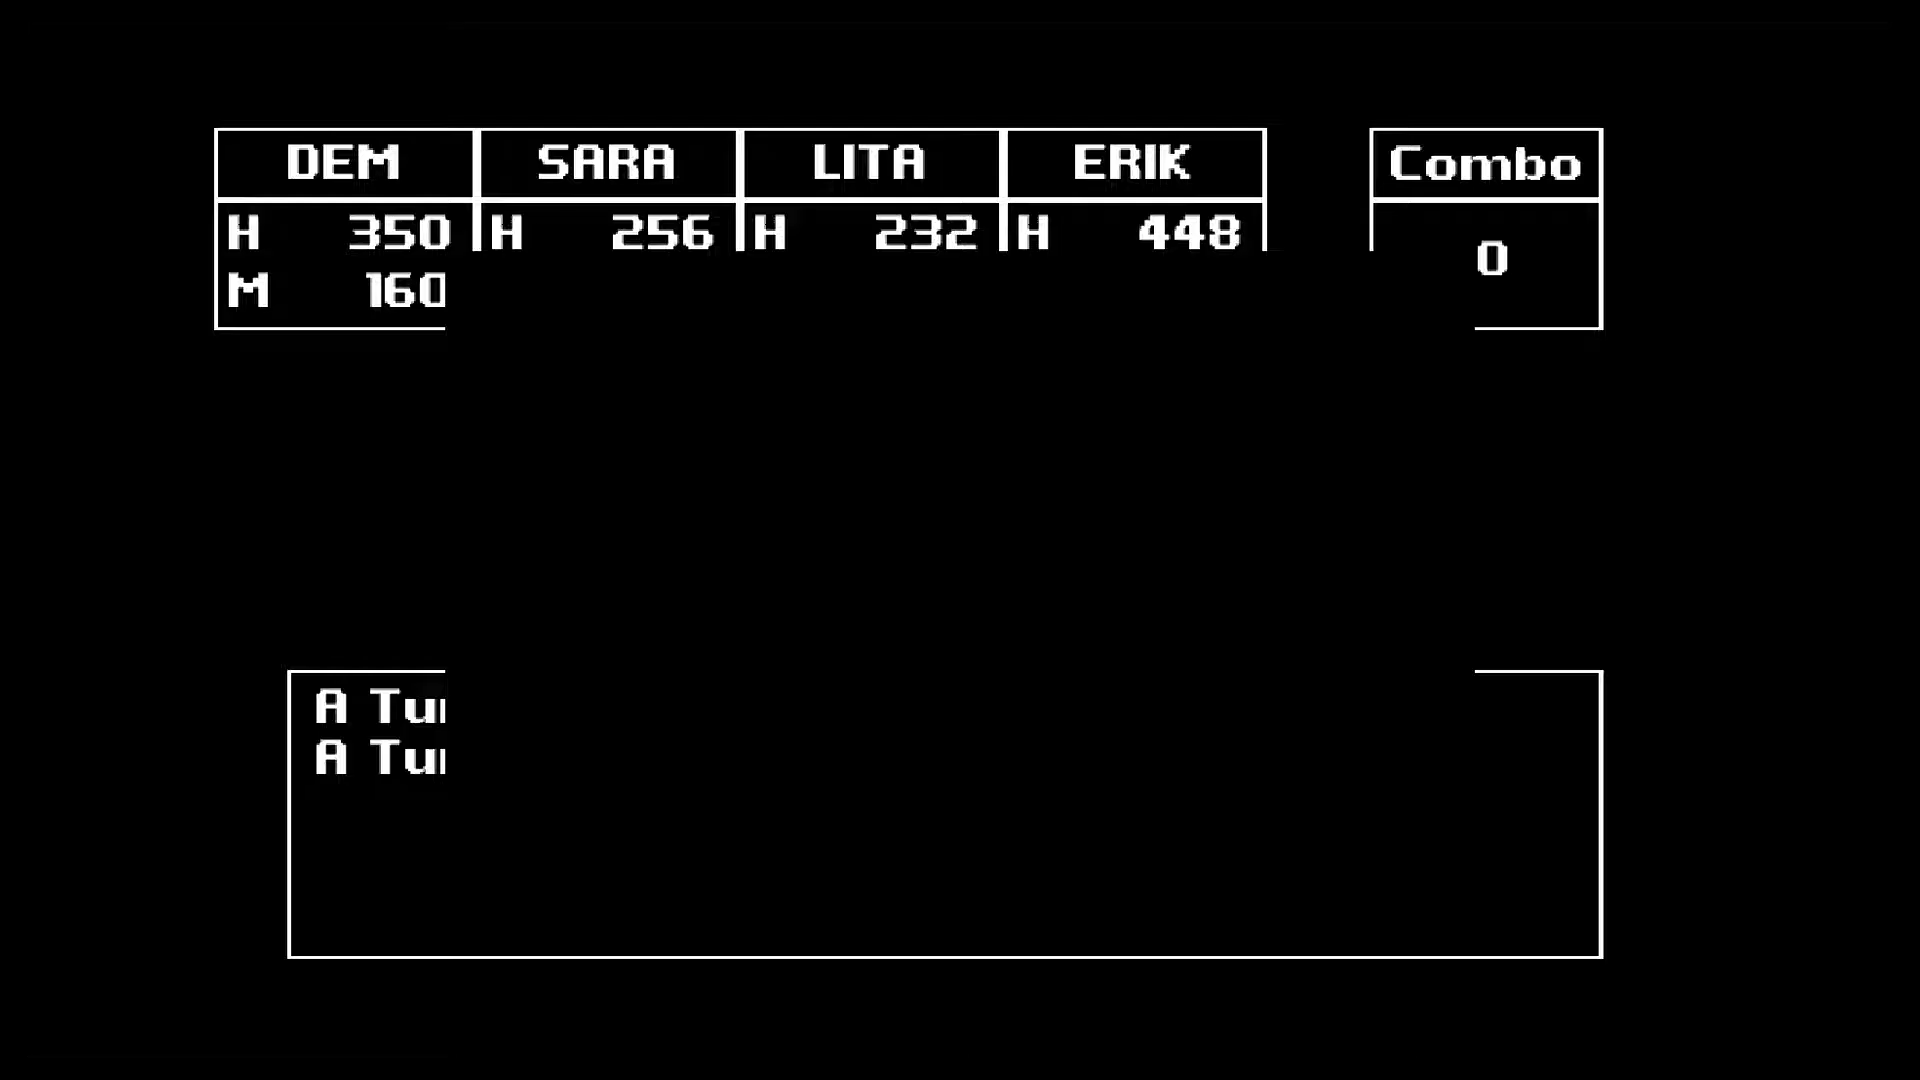 DEM SARA LITA ERIK Combo
H 350 H 256 H 232 H 448
0
M 160
A
A